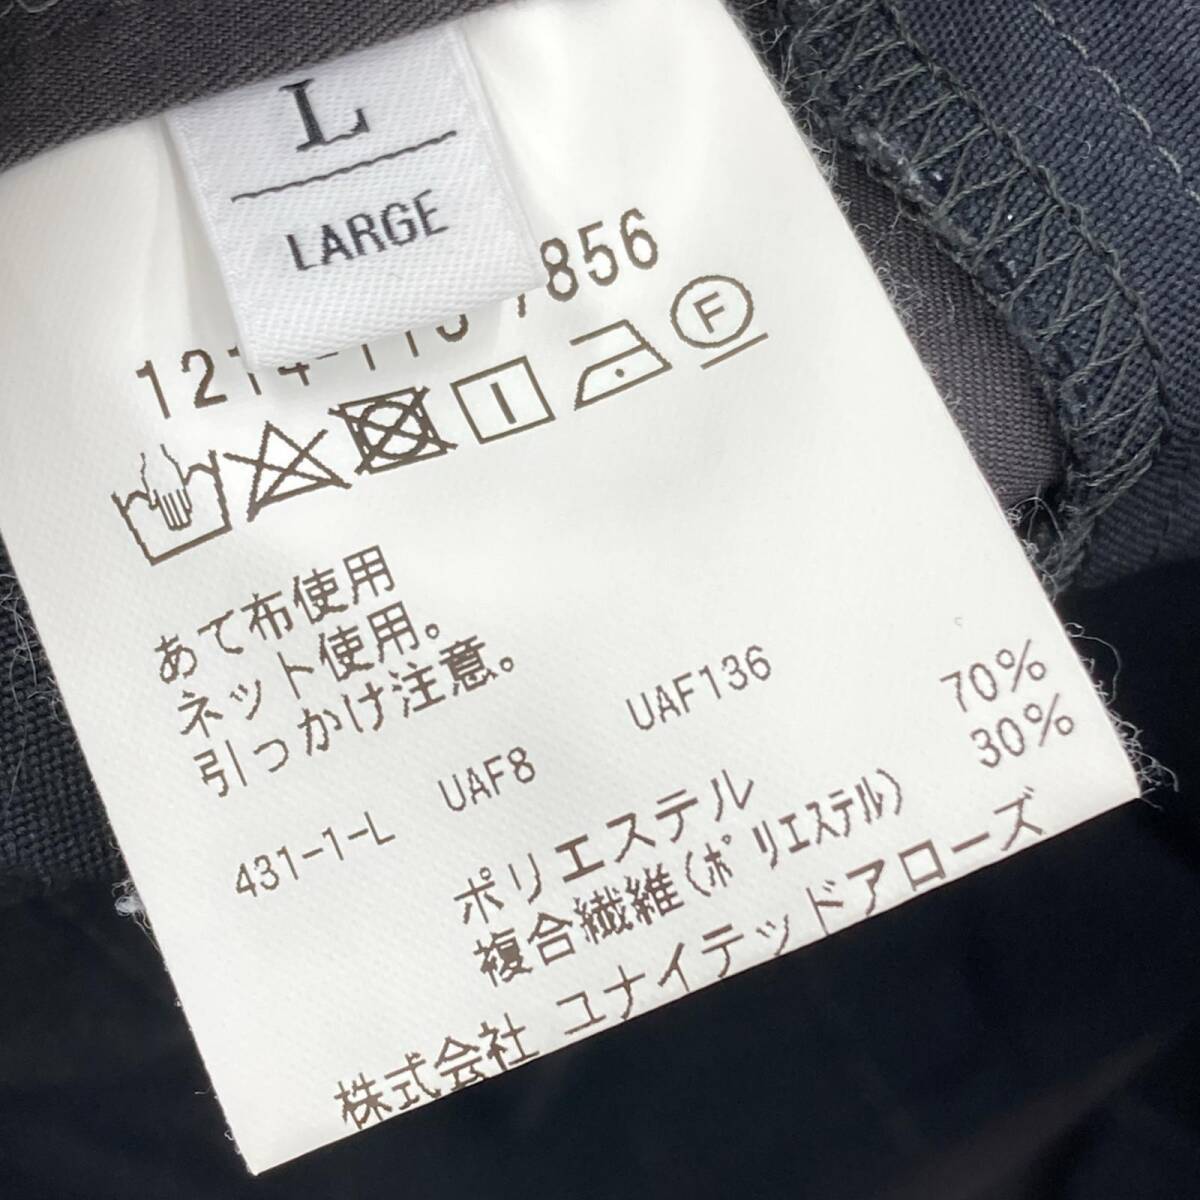 L
LARGE
856
F
あて布使用
ネット使用。
引っかけ注意。
431-1-L UAF8 UAF136
ポリエステル 70%
複合繊維(ポリエステル) 30%
株式会社 ユナイテッドアローズ